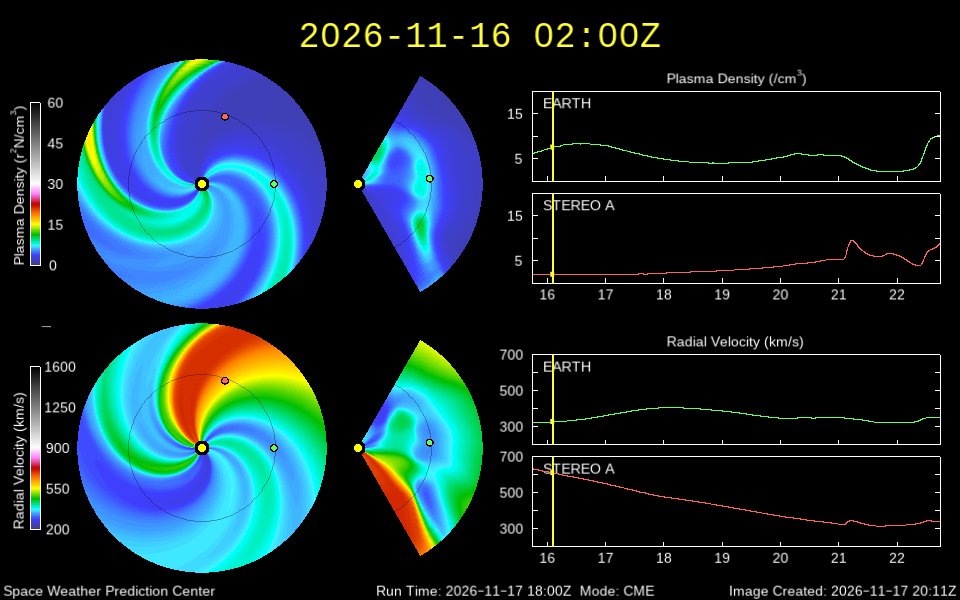 2026-11-16 02:00Z
Plasma Density (r²N/cm³)
60
45
30
15
0
Plasma Density (/cm³)
EARTH
15
5
STEREO A
15
5
16 17 18 19 20 21 22
Radial Velocity (km/s)
1600
1250
900
550
200
Radial Velocity (km/s)
700
EARTH
500
300
700
STEREO A
500
300
16 17 18 19 20 21 22
Space Weather Prediction Center
Run Time: 2026-11-17 18:00Z Mode: CME
Image Created: 2026-11-17 20:11Z